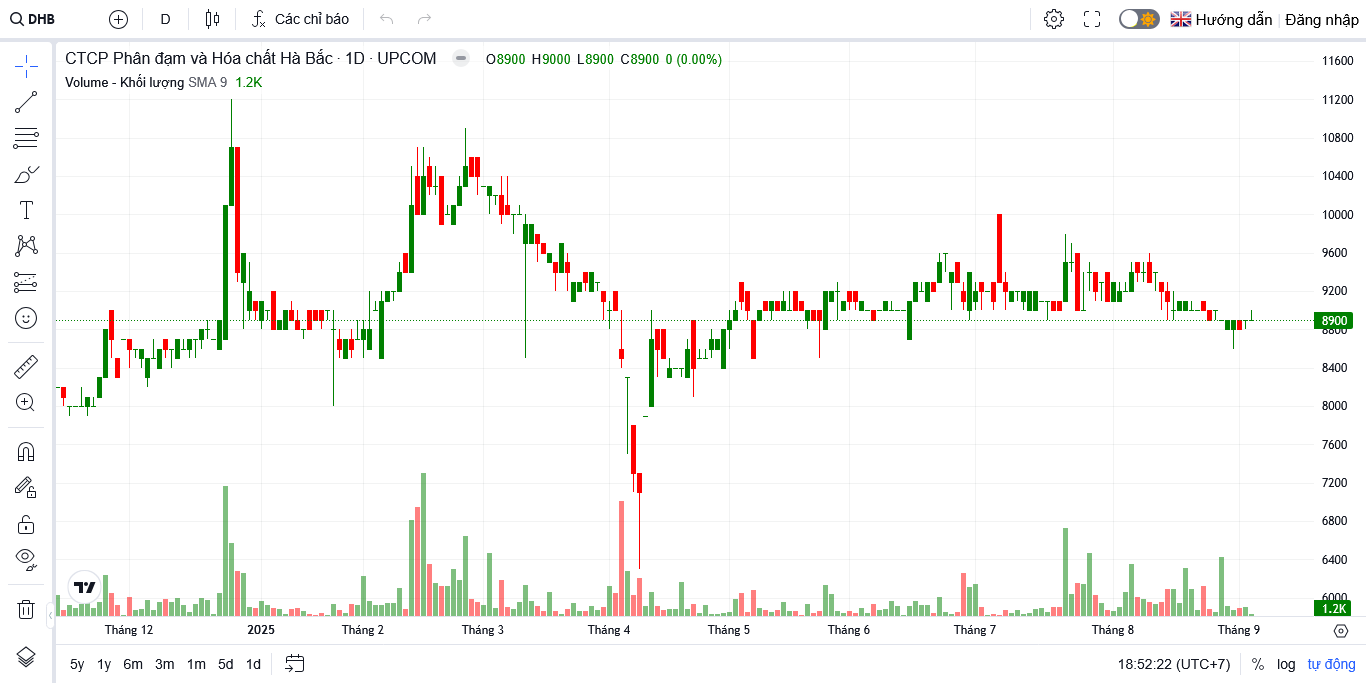 DHB D Các chỉ báo Hướng dẫn Đăng nhập
CTCP Phân đạm và Hóa chất Hà Bắc · 1D · UPCOM O8900 H9000 L8900 C8900 0 (0.00%)
Volume - Khối lượng SMA 9 1.2K
11600
11200
10800
10400
10000
9600
9200
8900
8800
8400
8000
7600
7200
6800
6400
6000
1.2K
Tháng 12 2025 Tháng 2 Tháng 3 Tháng 4 Tháng 5 Tháng 6 Tháng 7 Tháng 8 Tháng 9
5y 1y 6m 3m 1m 5d 1d 18:52:22 (UTC+7) % log tự động